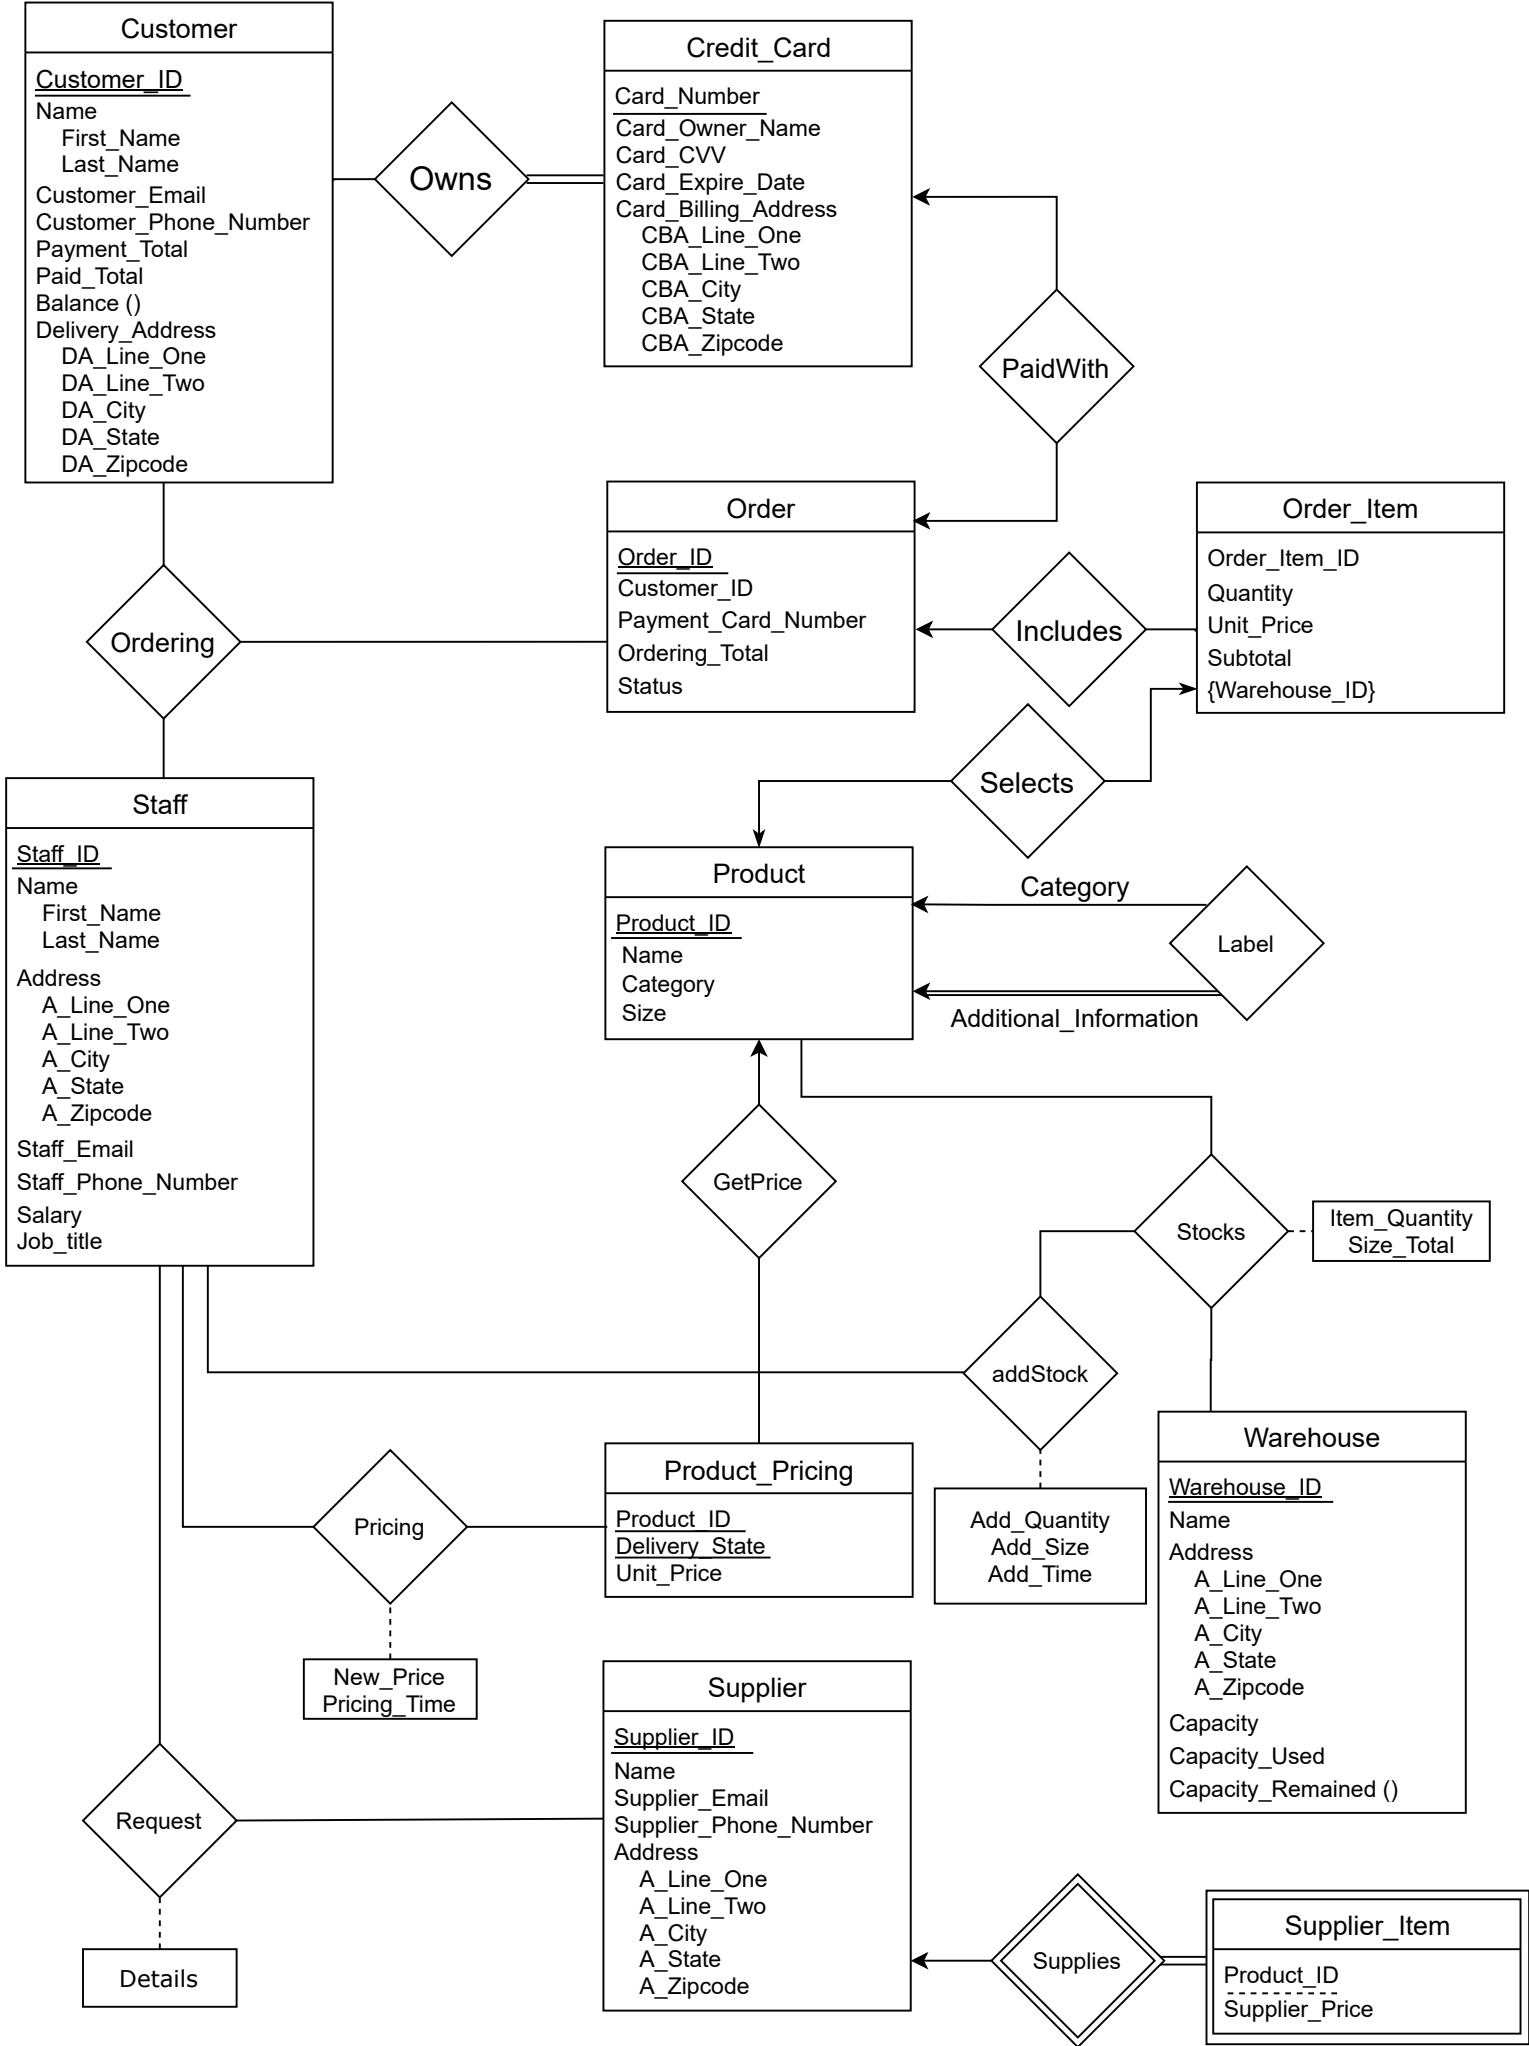 Customer
Customer_ID
Name
First_Name
Last_Name
Customer_Email
Customer_Phone_Number
Payment_Total
Paid_Total
Balance ()
Delivery_Address
DA_Line_One
DA_Line_Two
DA_City
DA_State
DA_Zipcode
Owns
Credit_Card
Card_Number
Card_Owner_Name
Card_CVV
Card_Expire_Date
Card_Billing_Address
CBA_Line_One
CBA_Line_Two
CBA_City
CBA_State
CBA_Zipcode
PaidWith
Ordering
Order
Order_ID
Customer_ID
Payment_Card_Number
Ordering_Total
Status
Includes
Order_Item
Order_Item_ID
Quantity
Unit_Price
Subtotal
{Warehouse_ID}
Selects
Staff
Staff_ID
Name
First_Name
Last_Name
Address
A_Line_One
A_Line_Two
A_City
A_State
A_Zipcode
Staff_Email
Staff_Phone_Number
Salary
Job_title
Product
Product_ID
Name
Category
Size
Category
Label
Additional_Information
GetPrice
Stocks
Item_Quantity
Size_Total
addStock
Add_Quantity
Add_Size
Add_Time
Pricing
New_Price
Pricing_Time
Product_Pricing
Product_ID
Delivery_State
Unit_Price
Warehouse
Warehouse_ID
Name
Address
A_Line_One
A_Line_Two
A_City
A_State
A_Zipcode
Capacity
Capacity_Used
Capacity_Remained ()
Request
Details
Supplier
Supplier_ID
Name
Supplier_Email
Supplier_Phone_Number
Address
A_Line_One
A_Line_Two
A_City
A_State
A_Zipcode
Supplies
Supplier_Item
Product_ID
Supplier_Price